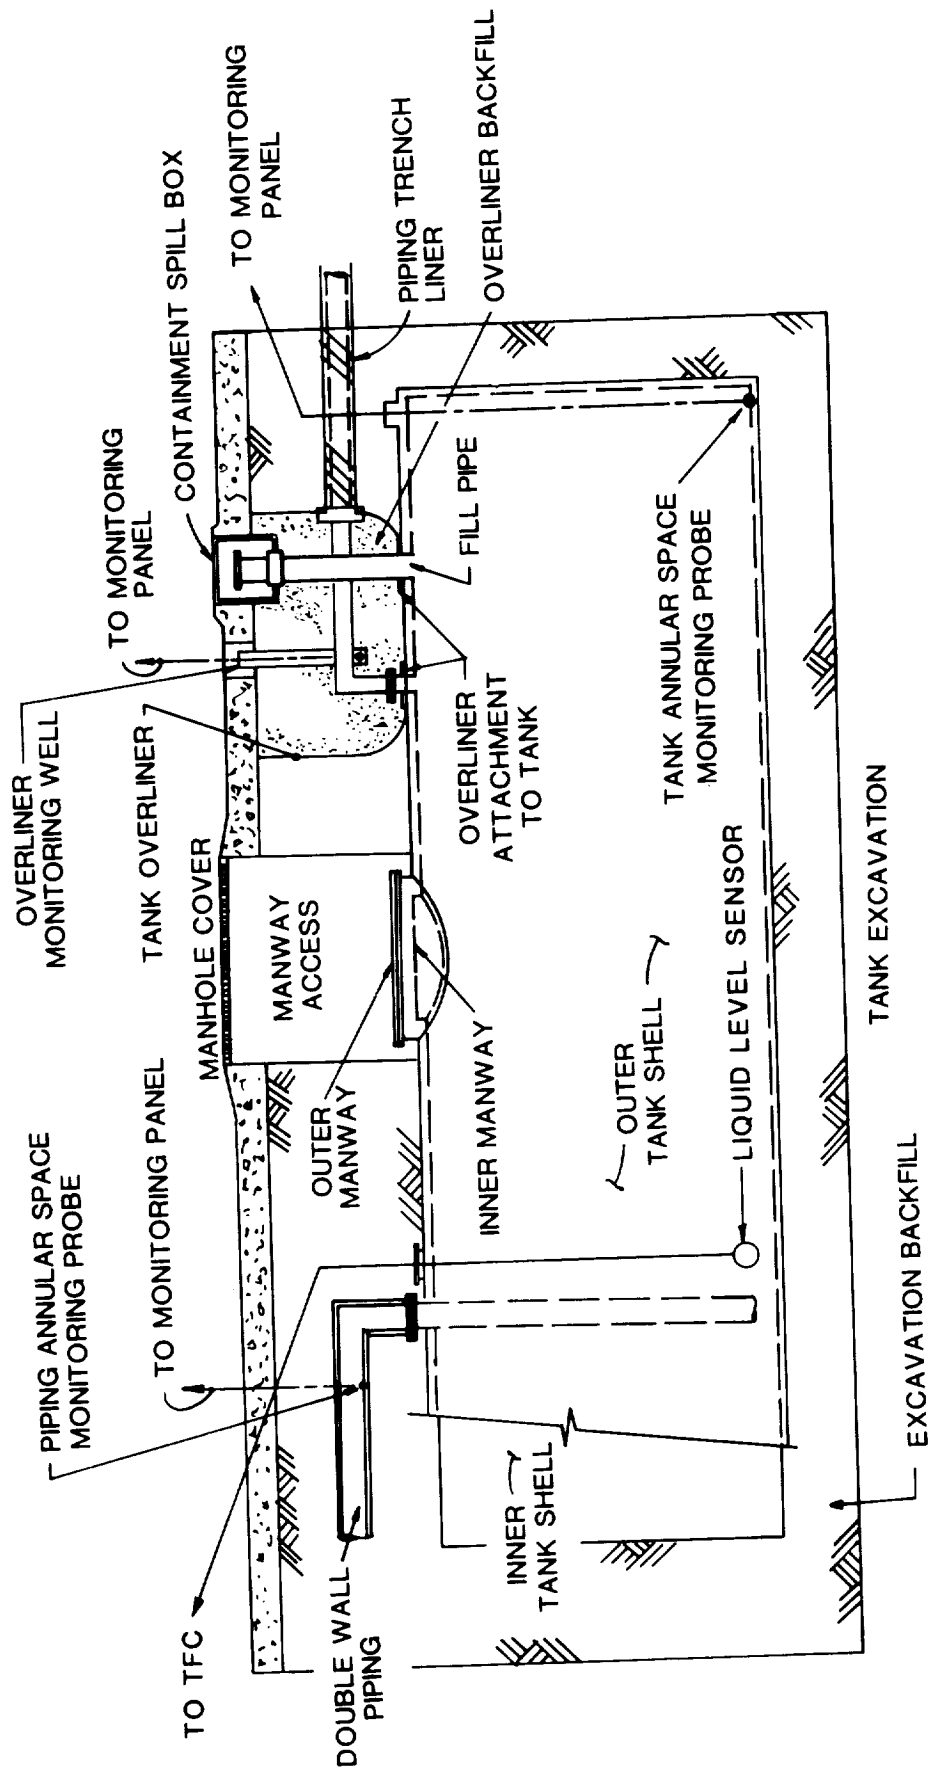 PIPING ANNULAR SPACE
MONITORING PROBE
OVERLINER
MONITORING WELL
TO MONITORING
PANEL
CONTAINMENT SPILL BOX
TO TFC
TO MONITORING PANEL
TANK OVERLINER
TO MONITORING
PANEL
MANHOLE COVER
MANWAY
ACCESS
DOUBLE WALL
PIPING
OUTER
MANWAY
PIPING TRENCH
LINER
INNER MANWAY
OVERLINER
ATTACHMENT
TO TANK
FILL PIPE
OVERLINER BACKFILL
INNER
TANK SHELL
OUTER
TANK SHELL
TANK ANNULAR SPACE
MONITORING PROBE
LIQUID LEVEL SENSOR
TANK EXCAVATION
EXCAVATION BACKFILL